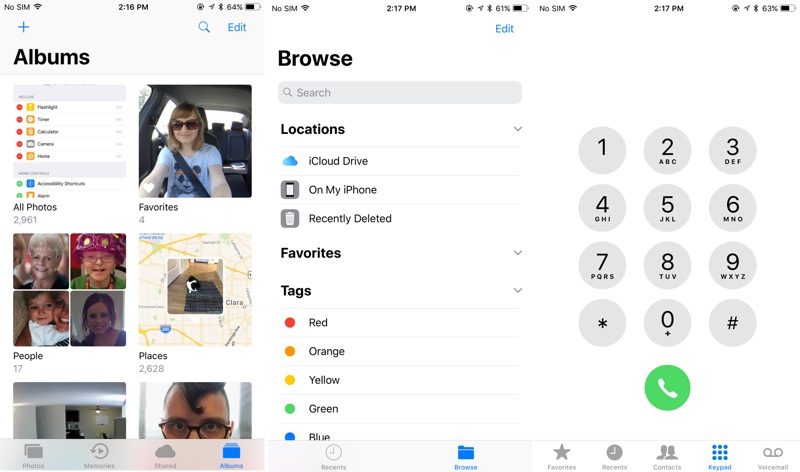 No SIM 2:16 PM 64%
Edit
Albums
INCLUDE
Flashlight
Timer
Calculator
Camera
Home
MORE CONTROLS
Accessibility Shortcuts
Alarm
All Photos
2,961
Favorites
4
Clara
People
17
Places
2,628
Photos
Memories
Shared
Albums
No SIM 2:17 PM 61%
Edit
Browse
Search
Locations
iCloud Drive
On My iPhone
Recently Deleted
Favorites
Tags
Red
Orange
Yellow
Green
Blue
Recents
Browse
No SIM 2:17 PM 63%
1 2 3
ABC DEF
4 5 6
GHI JKL MNO
7 8 9
PQRS TUV WXYZ
* 0 #
+
Favorites
Recents
Contacts
Keypad
Voicemail